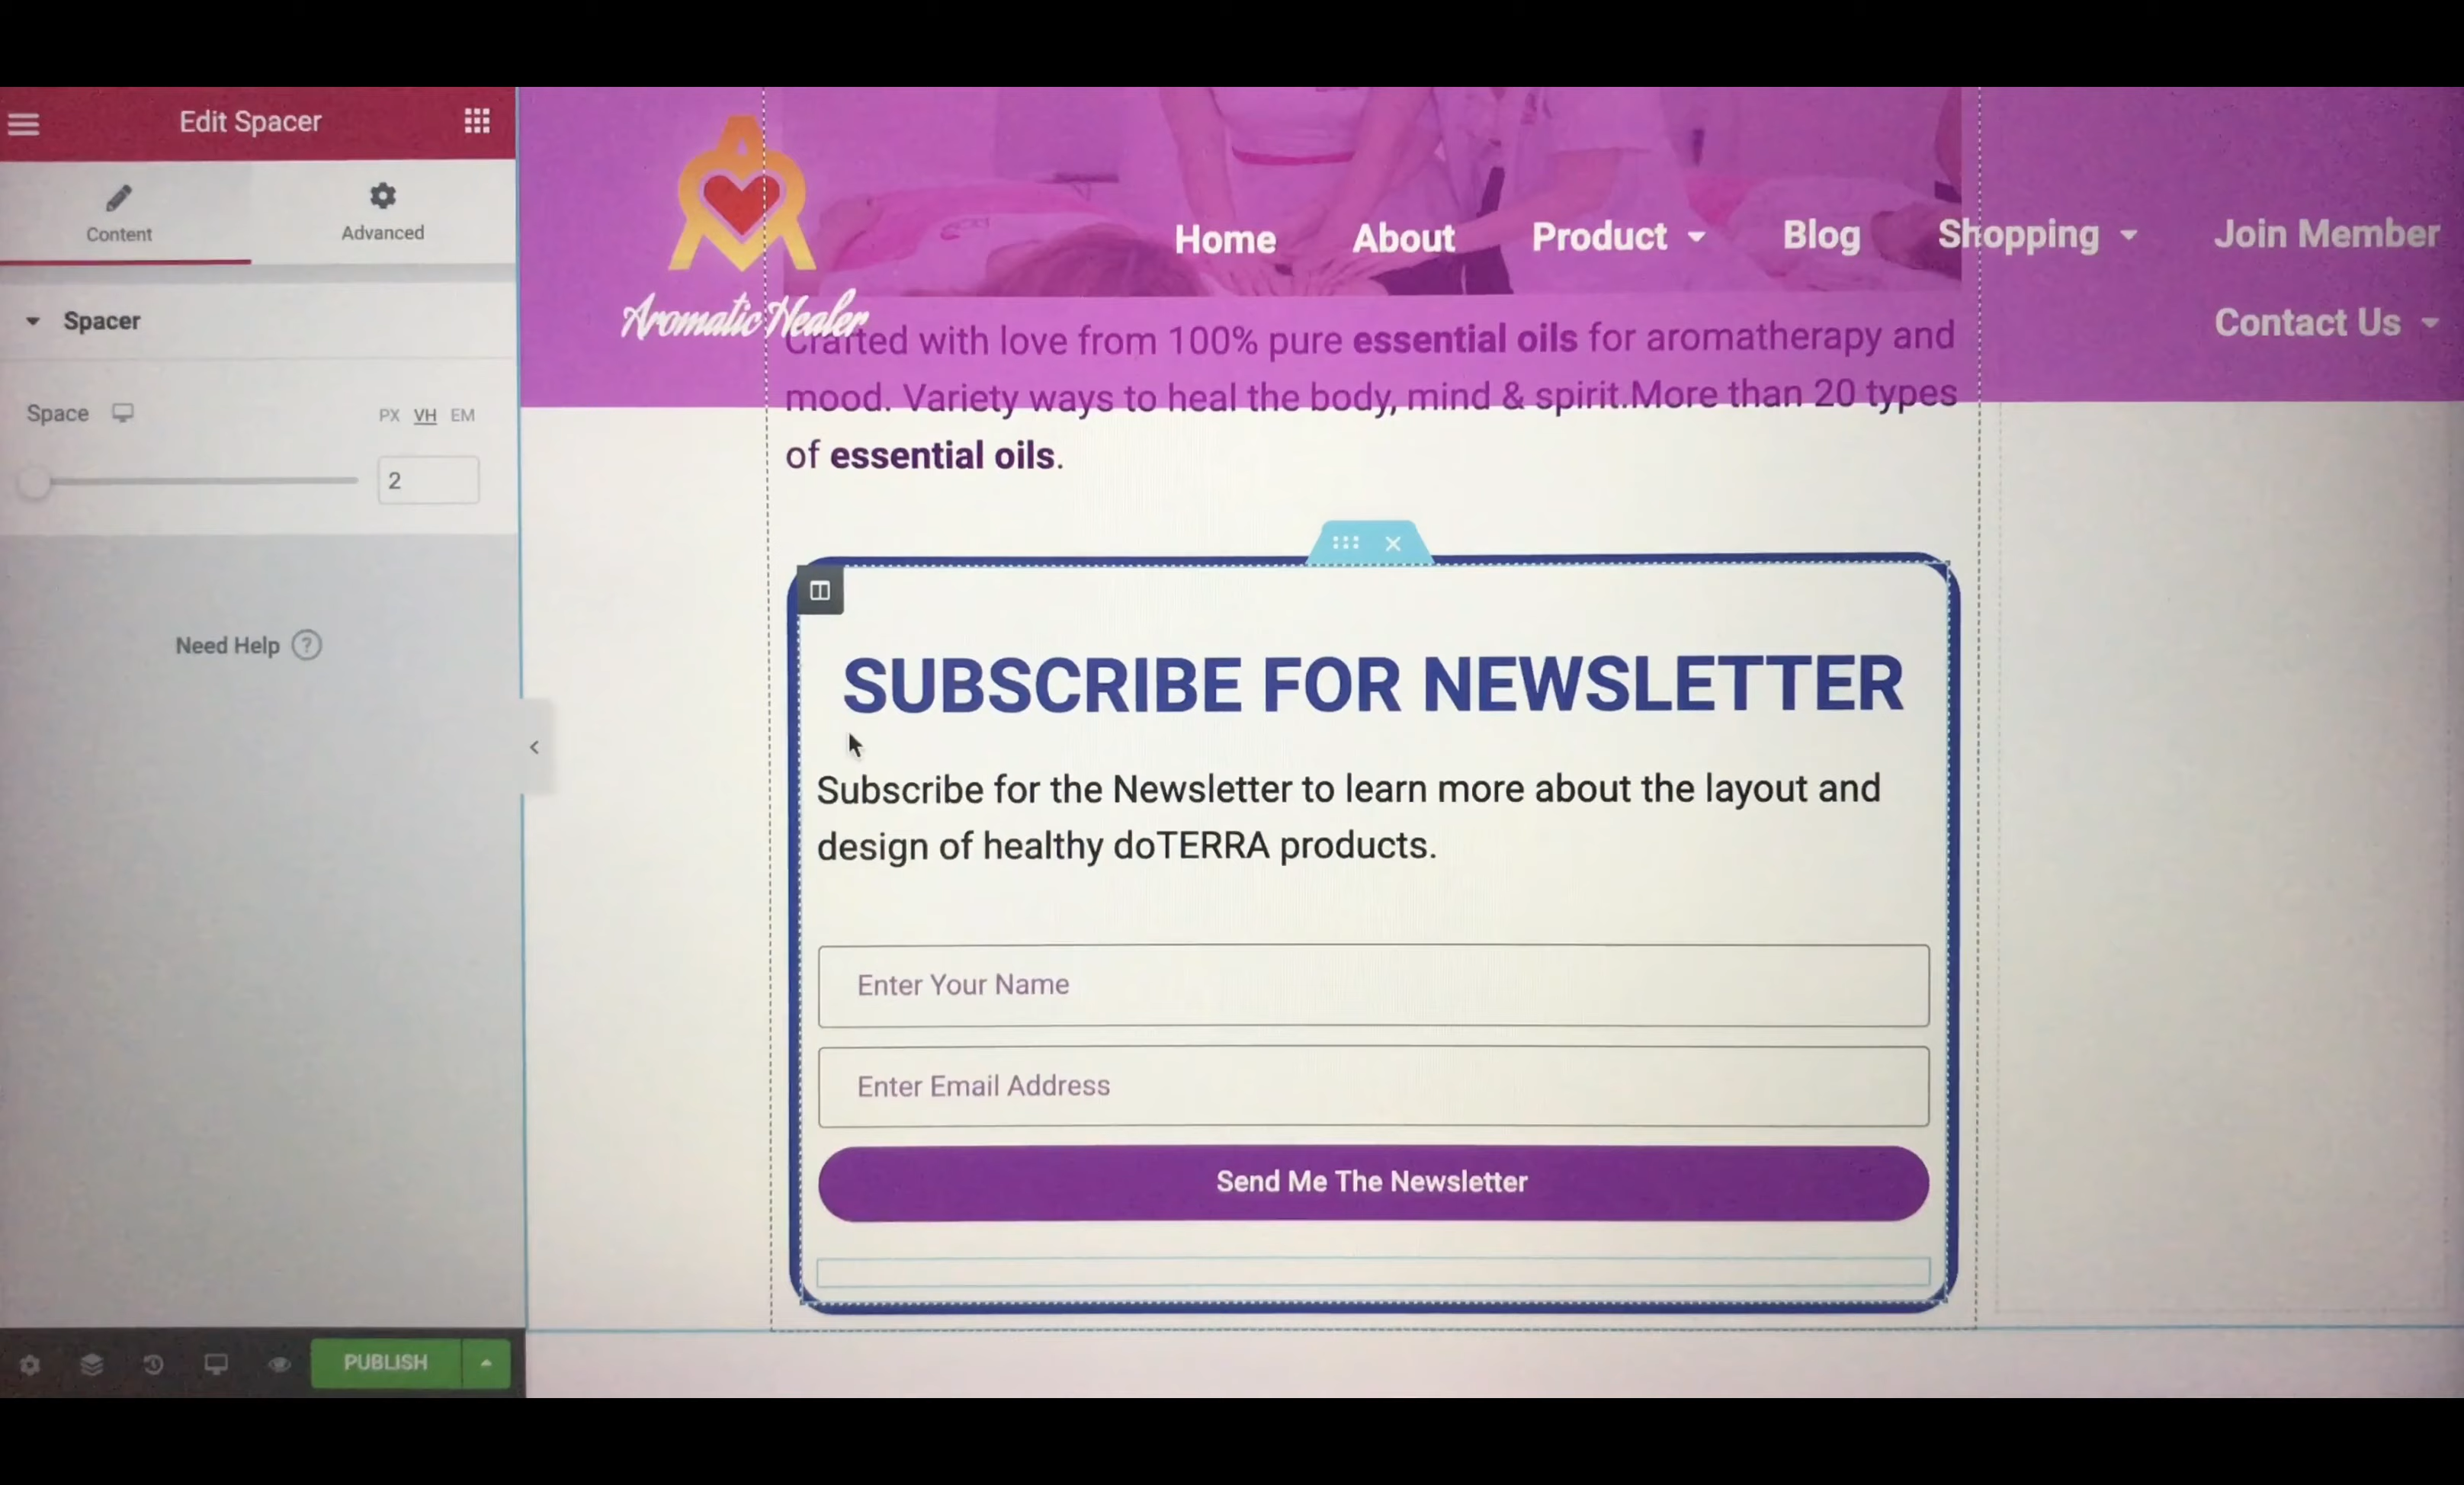 Edit Spacer
Content
Advanced
Spacer
Space
PX VH EM
2
Need Help ?
PUBLISH
Aromatic Healer
Home About Product Blog Shopping Join Member
Contact Us
Crafted with love from 100% pure essential oils for aromatherapy and
mood. Variety ways to heal the body, mind & spirit.More than 20 types
of essential oils.
SUBSCRIBE FOR NEWSLETTER
Subscribe for the Newsletter to learn more about the layout and
design of healthy doTERRA products.
Enter Your Name
Enter Email Address
Send Me The Newsletter